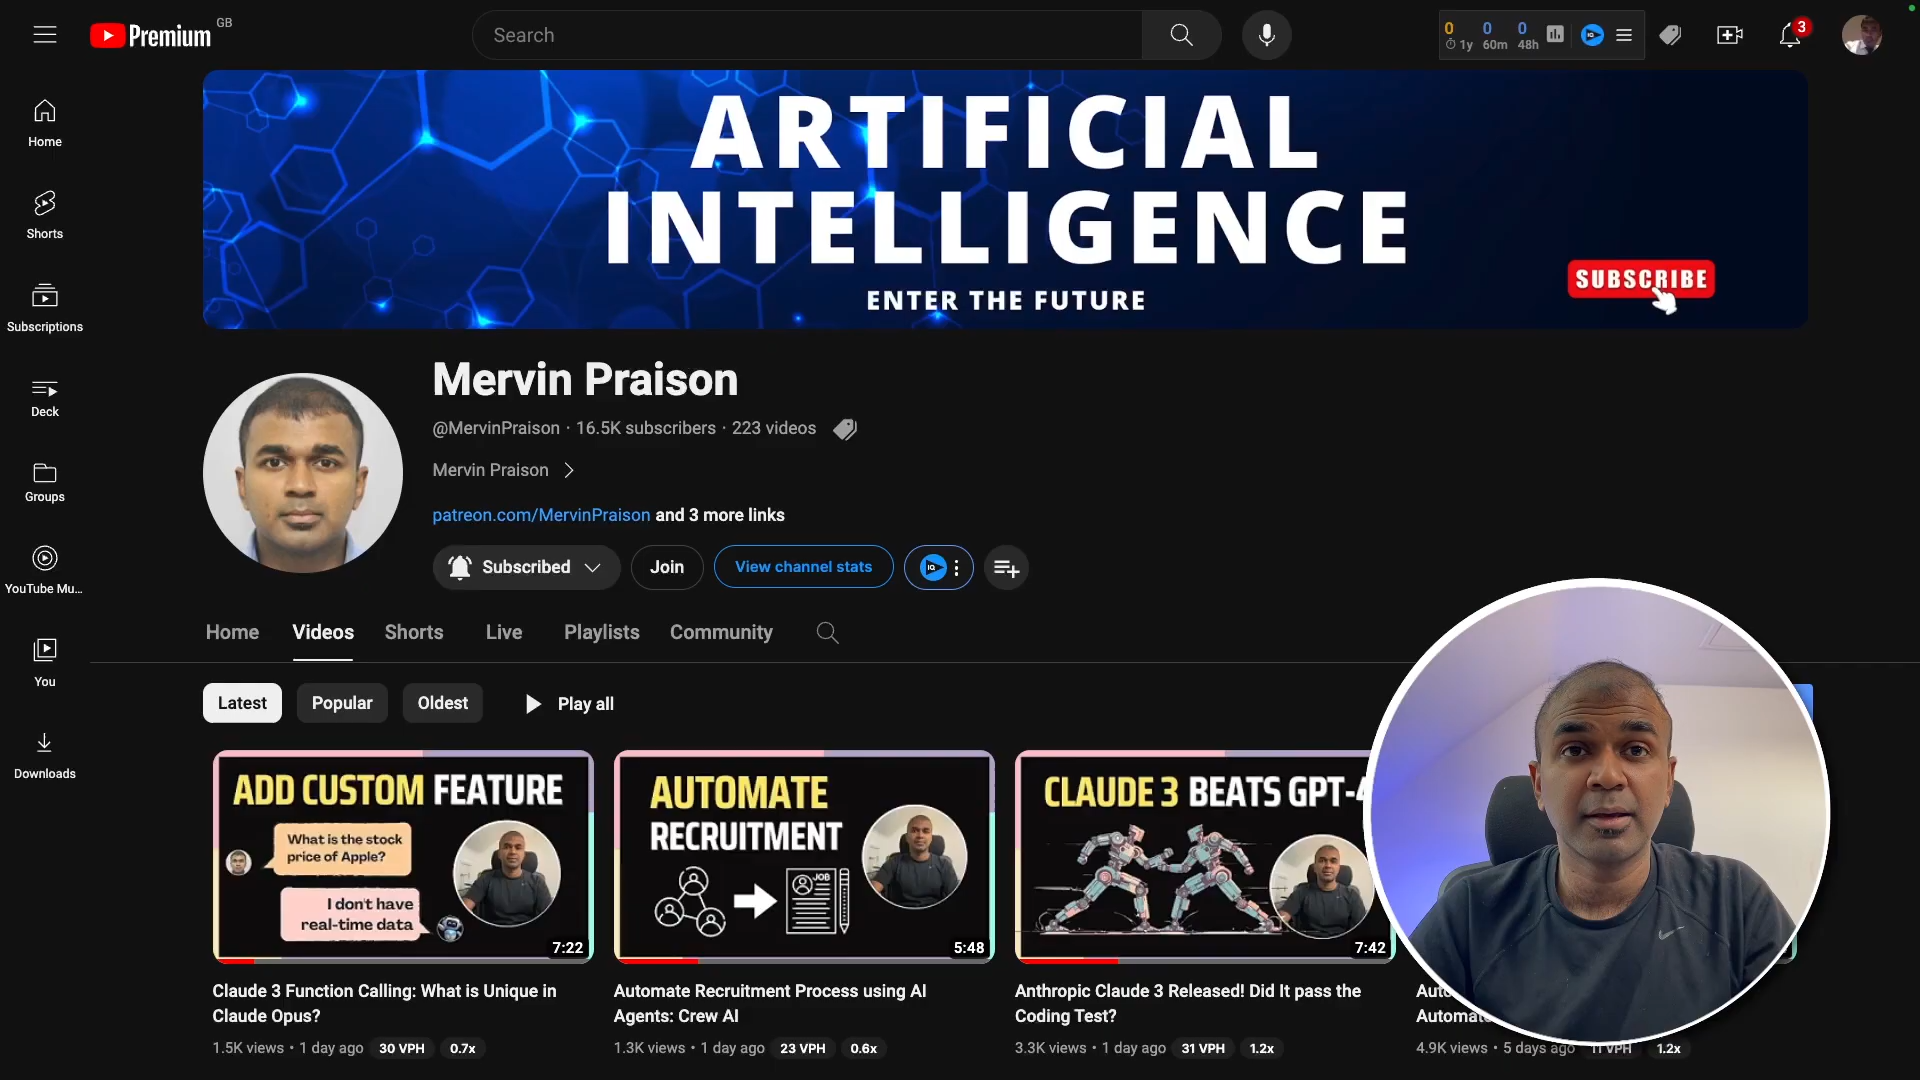 Premium
GB
Search
0 0 0
1y 60m 48h
3
Home
Shorts
Subscriptions
Deck
Groups
YouTube Mu...
You
Downloads
ARTIFICIAL
INTELLIGENCE
ENTER THE FUTURE
SUBSCRIBE
Mervin Praison
@MervinPraison · 16.5K subscribers · 223 videos
Mervin Praison
patreon.com/MervinPraison and 3 more links
Subscribed
Join
View channel stats
IQ
Home Videos Shorts Live Playlists Community
Latest Popular Oldest Play all
ADD CUSTOM FEATURE
What is the stock
price of Apple?
I don't have
real-time data
7:22
Claude 3 Function Calling: What is Unique in
Claude Opus?
1.5K views • 1 day ago 30 VPH 0.7x
AUTOMATE
RECRUITMENT
JOB
5:48
Automate Recruitment Process using AI
Agents: Crew AI
1.3K views • 1 day ago 23 VPH 0.6x
CLAUDE 3 BEATS GPT-4
7:42
Anthropic Claude 3 Released! Did It pass the
Coding Test?
3.3K views • 1 day ago 31 VPH 1.2x
4.9K views • 5 days ago 11 VPH 1.2x